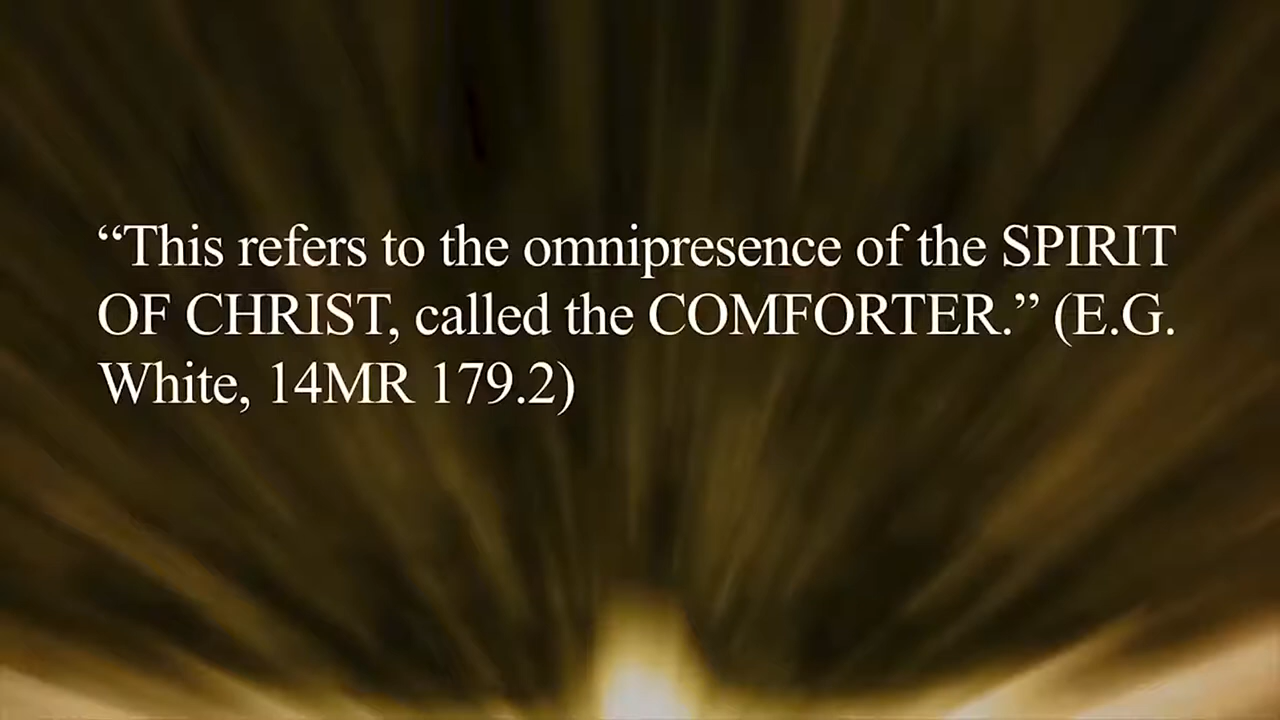 “This refers to the omnipresence of the SPIRIT
OF CHRIST, called the COMFORTER.” (E.G.
White, 14MR 179.2)